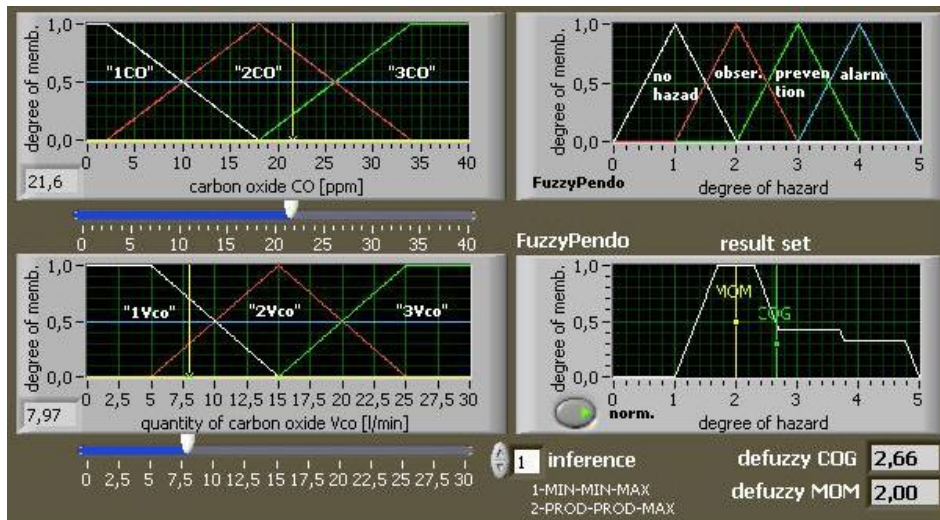 degree of memb.
1,0
0,5
0,0
"1CO" "2CO" "3CO"
0 5 10 15 20 25 30 35 40
21,6
carbon oxide CO [ppm]
0 5 10 15 20 25 30 35 40
degree of memb.
1,0
0,5
0,0
no hazad
obser.
preven tion
alarm
0 1 2 3 4 5
FuzzyPendo
degree of hazard
degree of memb.
1,0
0,5
0,0
"1Vco" "2Vco" "3Vco"
0 2,5 5 7,5 10 12,5 15 17,5 20 22,5 25 27,5 30
7,97
quantity of carbon oxide Vco [l/min]
0 2,5 5 7,5 10 12,5 15 17,5 20 22,5 25 27,5 30
FuzzyPendo
result set
degree of memb.
1,0
0,5
0,0
MOM
COG
0 1 2 3 4 5
norm.
degree of hazard
1 inference
1-MIN-MIN-MAX
2-PROD-PROD-MAX
defuzzy COG 2,66
defuzzy MOM 2,00